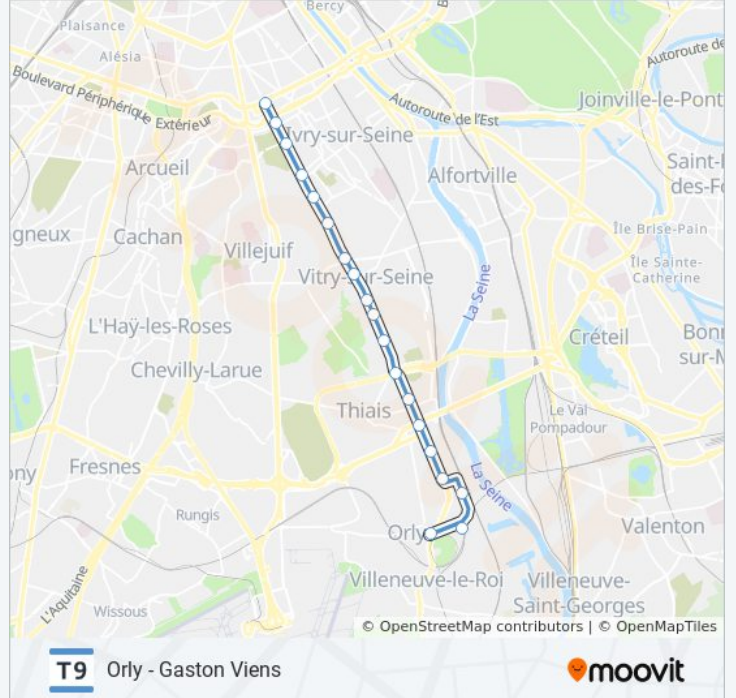 Bercy
Plaisance
Alésia
Autoroute de
Boulevard Périphérique Extérieur
Autoroute de l'Est
Joinville-le-Pont
Ivry-sur-Seine
Arcueil
Alfortville
Saint-
des-F
gneux
Cachan
Île Brise-Pain
Villejuif
Île Sainte-
Catherine
Vitry-sur-Seine
La Seine
L'Haÿ-les-Roses
Créteil
Bon
sur-M
Chevilly-Larue
Thiais
Le Val
Pompadour
ny
Fresnes
La Seine
Rungis
Orly
Valenton
L'Aquitaine
Villeneuve-le-Roi
Villeneuve-
Saint-Georges
Wissous
© OpenStreetMap contributors | © OpenMapTiles
T9 Orly - Gaston Viens
moovit